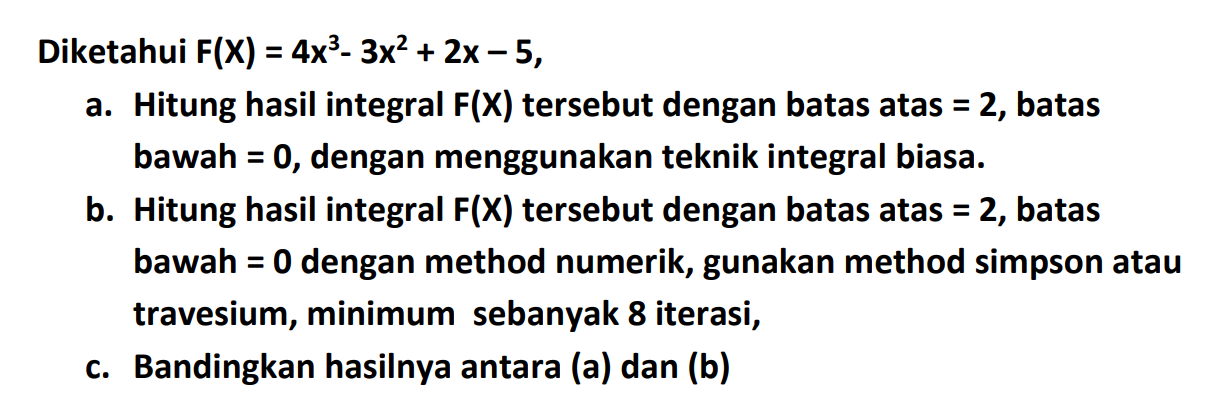 Diketahui F(X) = 4x³- 3x² + 2x – 5,
a. Hitung hasil integral F(X) tersebut dengan batas atas = 2, batas
bawah = 0, dengan menggunakan teknik integral biasa.
b. Hitung hasil integral F(X) tersebut dengan batas atas = 2, batas
bawah = 0 dengan method numerik, gunakan method simpson atau
travesium, minimum sebanyak 8 iterasi,
c. Bandingkan hasilnya antara (a) dan (b)